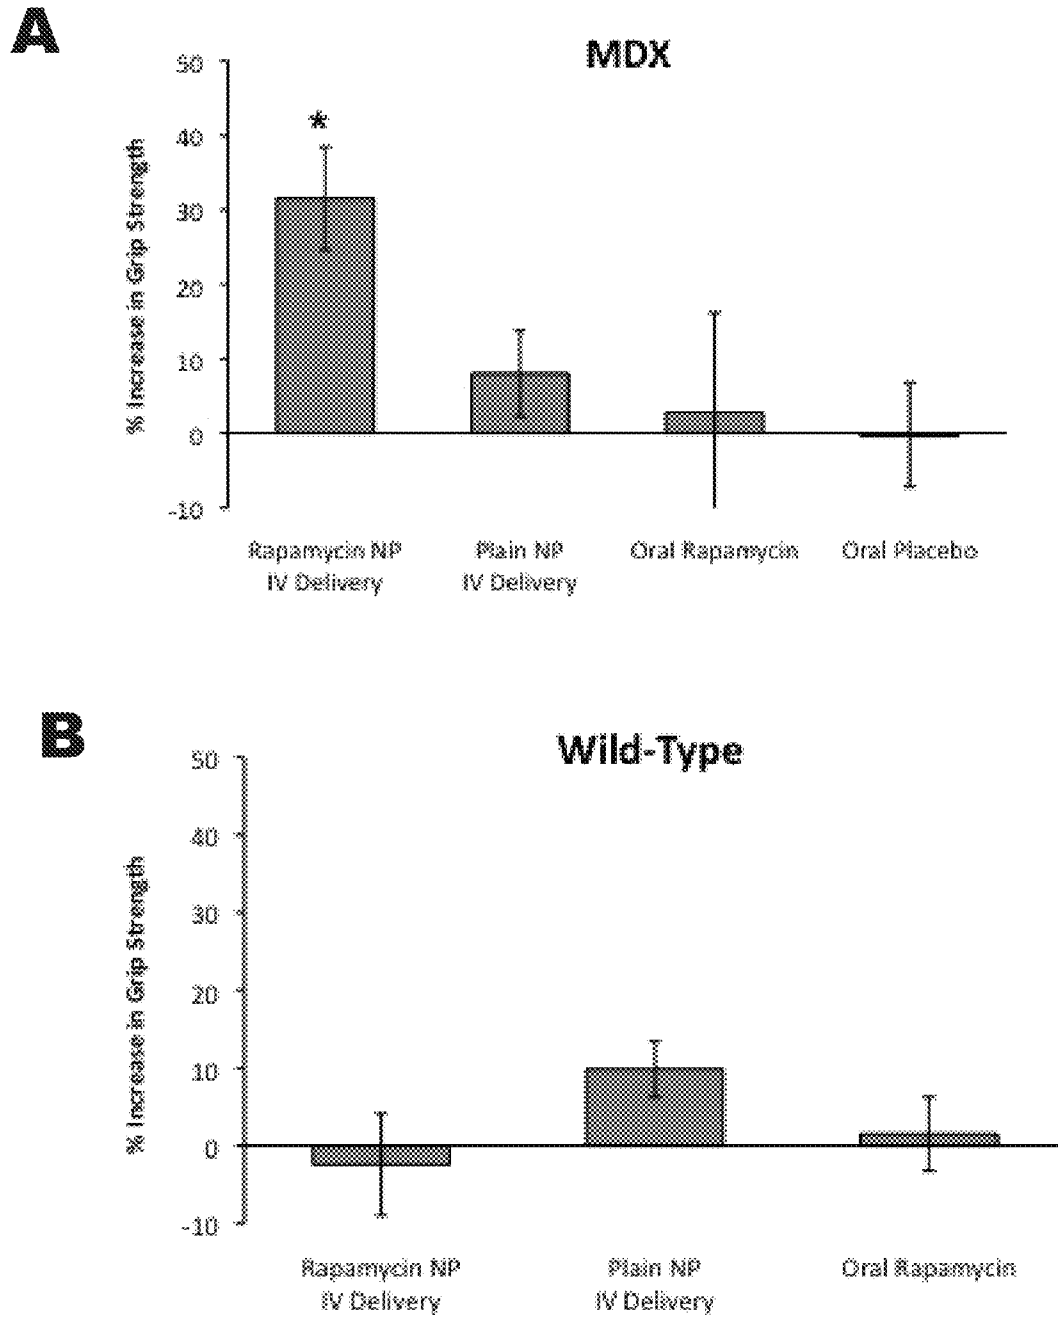 A
MDX
% Increase in Grip Strength
50
40
*
30
20
10
0
-10
Rapamycin NP
IV Delivery
Plain NP
IV Delivery
Oral Rapamycin
Oral Placebo
B
Wild-Type
% Increase in Grip Strength
50
40
30
20
10
0
-10
Rapamycin NP
IV Delivery
Plain NP
IV Delivery
Oral Rapamycin